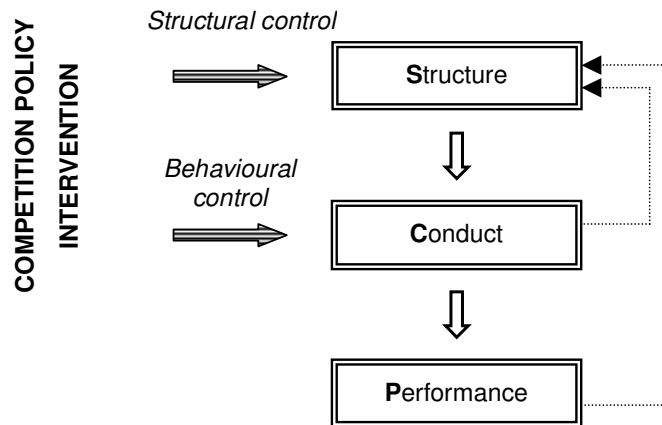 COMPETITION POLICY
INTERVENTION
Structural control
Structure
Behavioural
control
Conduct
Performance